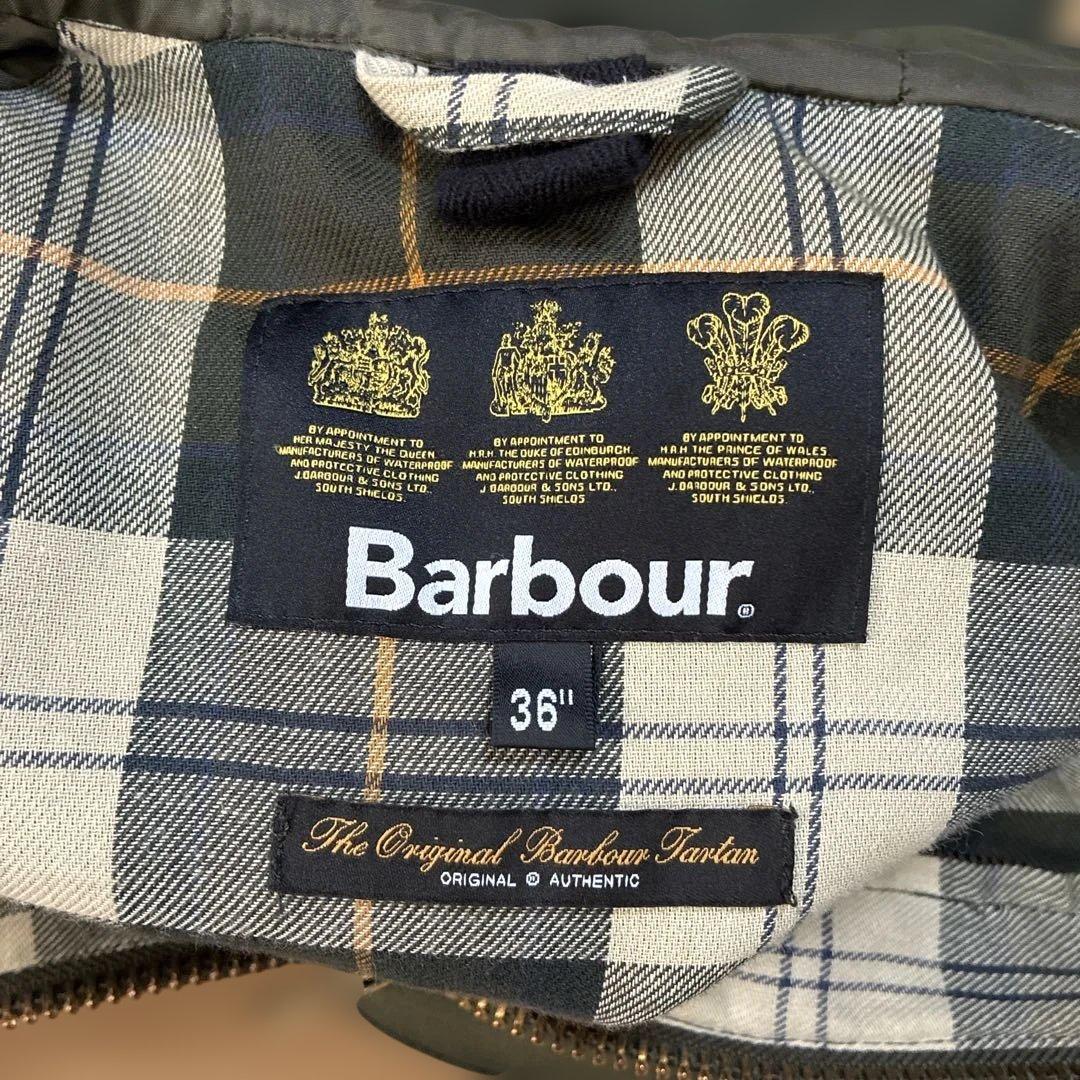 BY APPOINTMENT TO
HER MAJESTY THE QUEEN
MANUFACTURERS OF WATERPROOF
AND PROTECTIVE CLOTHING
J. BARBOUR & SONS LTD.,
SOUTH SHIELDS.
BY APPOINTMENT TO
H.R.H. THE DUKE OF EDINBURGH
MANUFACTURERS OF WATERPROOF
AND PROTECTIVE CLOTHING
J. BARBOUR & SONS LTD.,
SOUTH SHIELDS.
BY APPOINTMENT TO
H.R.H THE PRINCE OF WALES
MANUFACTURERS OF WATERPROOF
AND PROTECTIVE CLOTHING
J. BARBOUR & SONS LTD.,
SOUTH SHIELDS.
Barbour®
36"
The Original Barbour Tartan
ORIGINAL ® AUTHENTIC